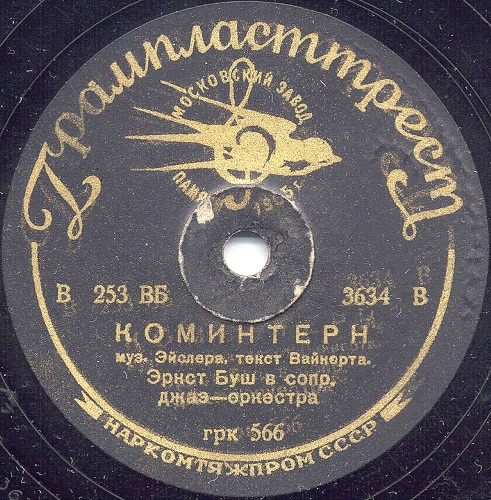 Грампласттрест
МОСКОВСКИЙ ЗАВОД
5 г.
В 253 ВБ
3634 В
КОМИНТЕРН
муз. Эйслера, текст Вайнерта.
Эрнст Буш в сопр.
джаз—оркестра
грк 566
НАРКОМТЯЖПРОМ СССР